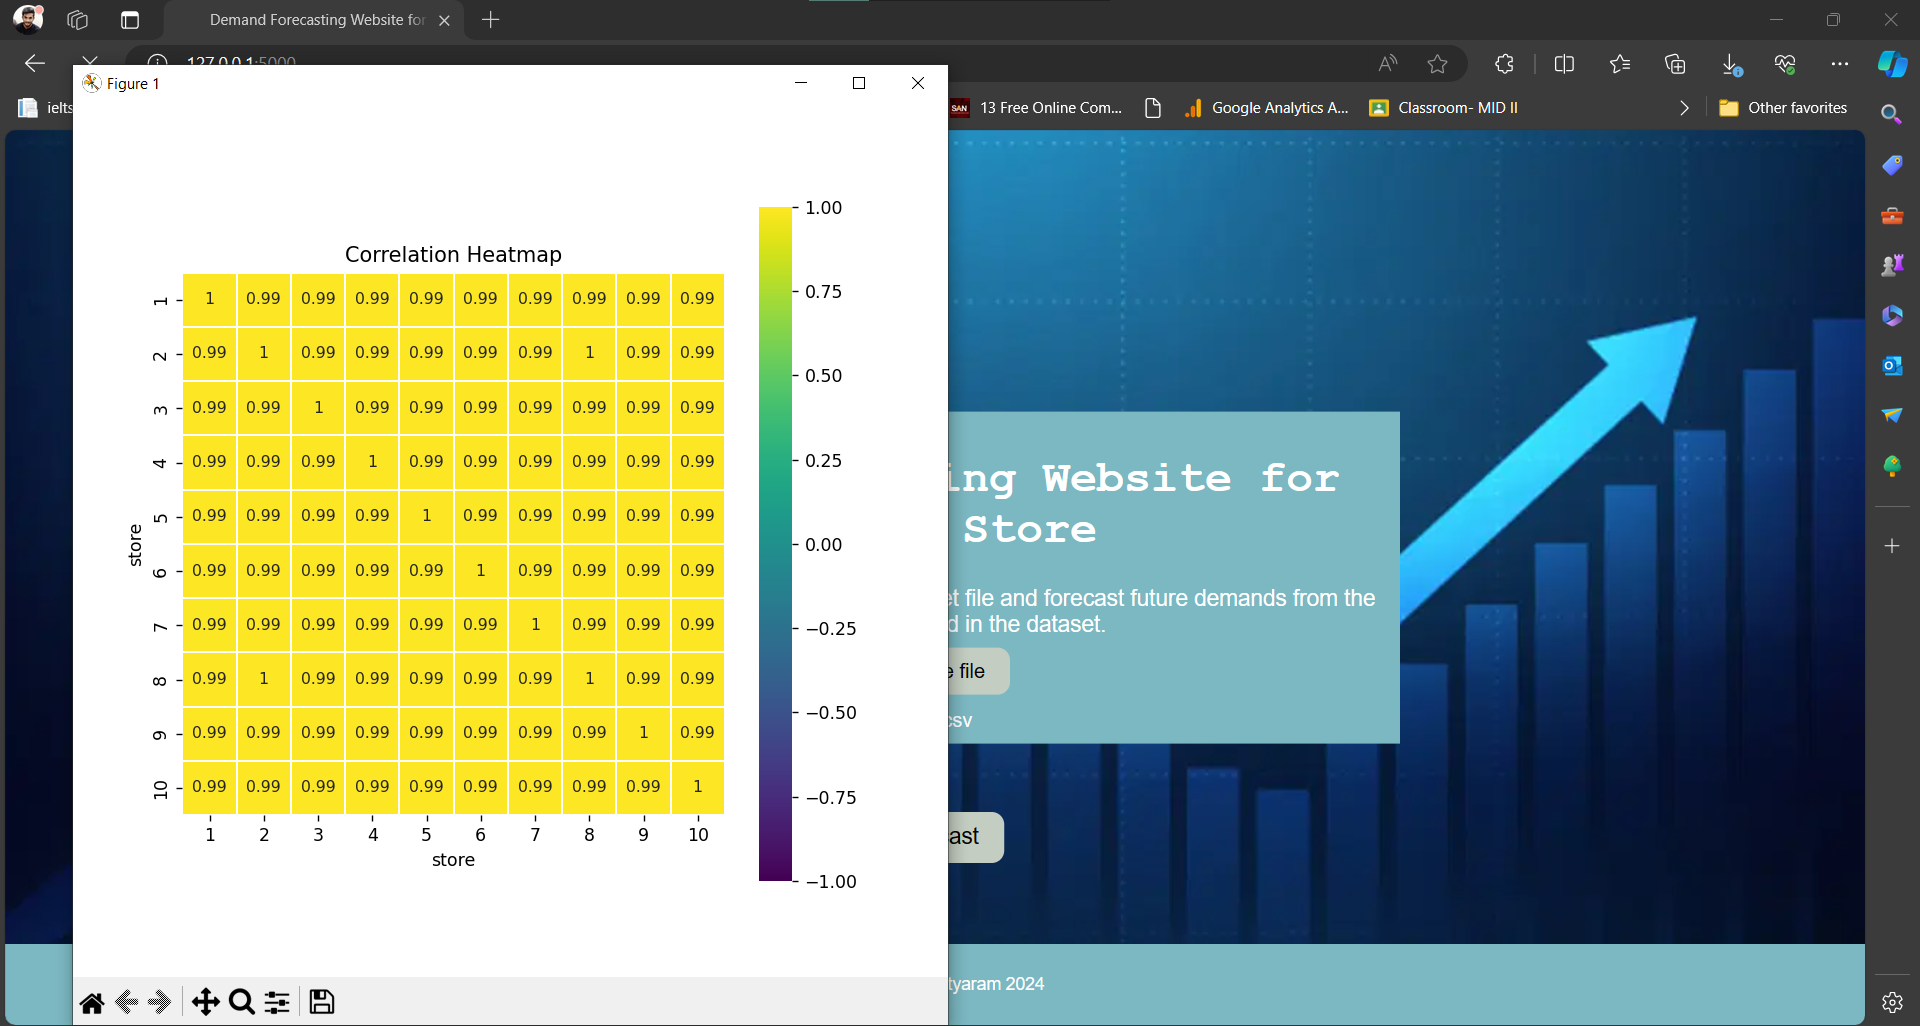 Demand Forecasting Website for
127.0.0.1:5000
Figure 1
ielts
SAN
13 Free Online Com...
Google Analytics A...
Classroom- MID II
Other favorites
Correlation Heatmap
1 1 0.99 0.99 0.99 0.99 0.99 0.99 0.99 0.99 0.99
2 0.99 1 0.99 0.99 0.99 0.99 0.99 1 0.99 0.99
3 0.99 0.99 1 0.99 0.99 0.99 0.99 0.99 0.99 0.99
4 0.99 0.99 0.99 1 0.99 0.99 0.99 0.99 0.99 0.99
5 0.99 0.99 0.99 0.99 1 0.99 0.99 0.99 0.99 0.99
6 0.99 0.99 0.99 0.99 0.99 1 0.99 0.99 0.99 0.99
7 0.99 0.99 0.99 0.99 0.99 0.99 1 0.99 0.99 0.99
8 0.99 1 0.99 0.99 0.99 0.99 0.99 1 0.99 0.99
9 0.99 0.99 0.99 0.99 0.99 0.99 0.99 0.99 1 0.99
10 0.99 0.99 0.99 0.99 0.99 0.99 0.99 0.99 0.99 1
1 2 3 4 5 6 7 8 9 10
store
store
1.00
0.75
0.50
0.25
0.00
−0.25
−0.50
−0.75
−1.00
ing Website for
Store
t file and forecast future demands from the
d in the dataset.
e file
csv
ast
tyaram 2024